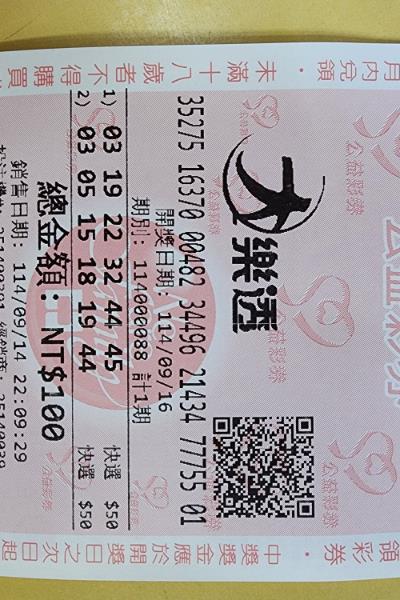 月內兌領 ・ 未滿十八歲者不得購買
公益彩券
大樂透
35275 16370 00482 34496 21434 77755 01
開獎日期:114/09/16
期別:114000088 計1期
1) 03 19 22 32 44 45 快選 $50
2) 03 05 15 18 19 44 快選 $50
總金額:NT$100
銷售日期:114/09/14 22:09:29
領彩券 ・ 中獎獎金應於開獎日之次日起